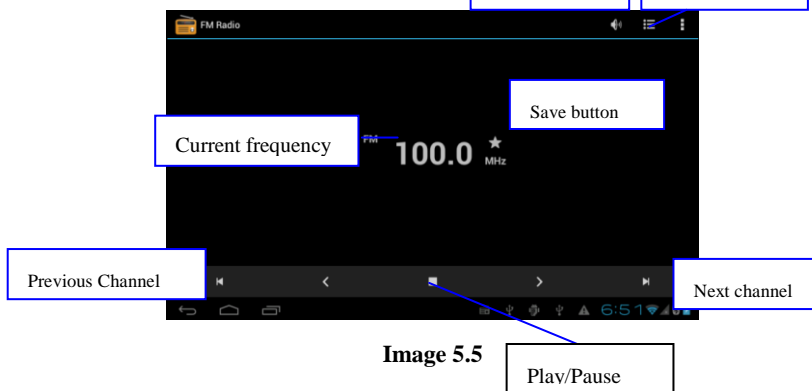 FM Radio
Save button
Current frequency
FM
100.0
MHz
Previous Channel
Next channel
6:51
Image 5.5
Play/Pause